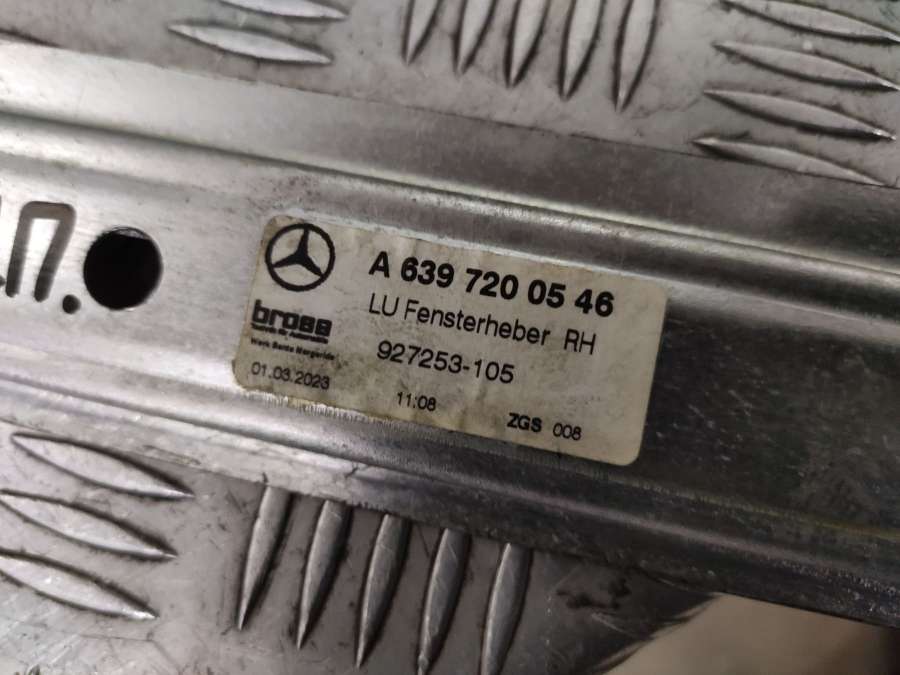 A 639 720 05 46
LU Fensterheber RH
brose
927253-105
01.03.2023
11:08
ZGS 008